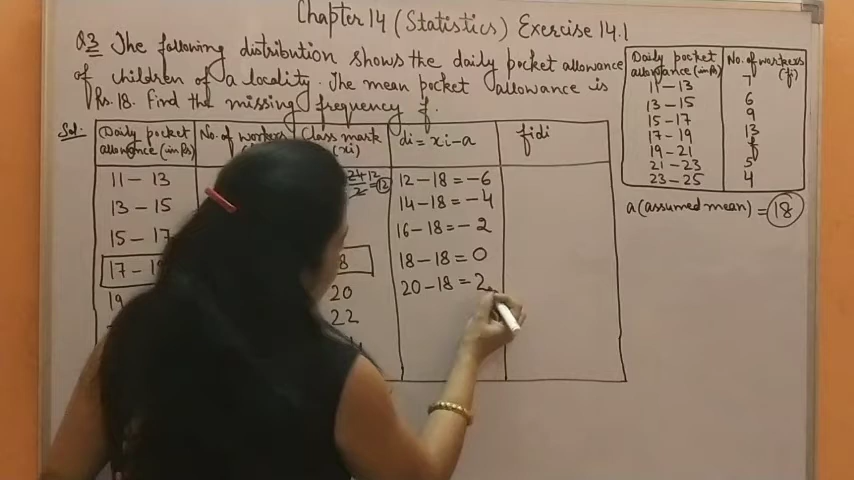 Chapter 14 (Statistics) Exercise 14.1
Q.3 The following distribution shows the daily pocket allowance
of children of a locality. The mean pocket allowance is
Rs. 18. Find the missing frequency f.
Daily pocket allowance (in Rs) No. of workers (fi)
11 – 13 7
13 – 15 6
15 – 17 9
17 – 19 13
19 – 21 f
21 – 23 5
23 – 25 4
a (assumed mean) = 18
Sol:
Daily pocket allowance (in Rs) No. of workers Class mark (xi) di = xi – a fidi
11 – 13 = 12 12 – 18 = – 6
13 – 15 14 – 18 = – 4
15 – 17 16 – 18 = – 2
17 – 8 18 – 18 = 0
19 20 20 – 18 = 2
22